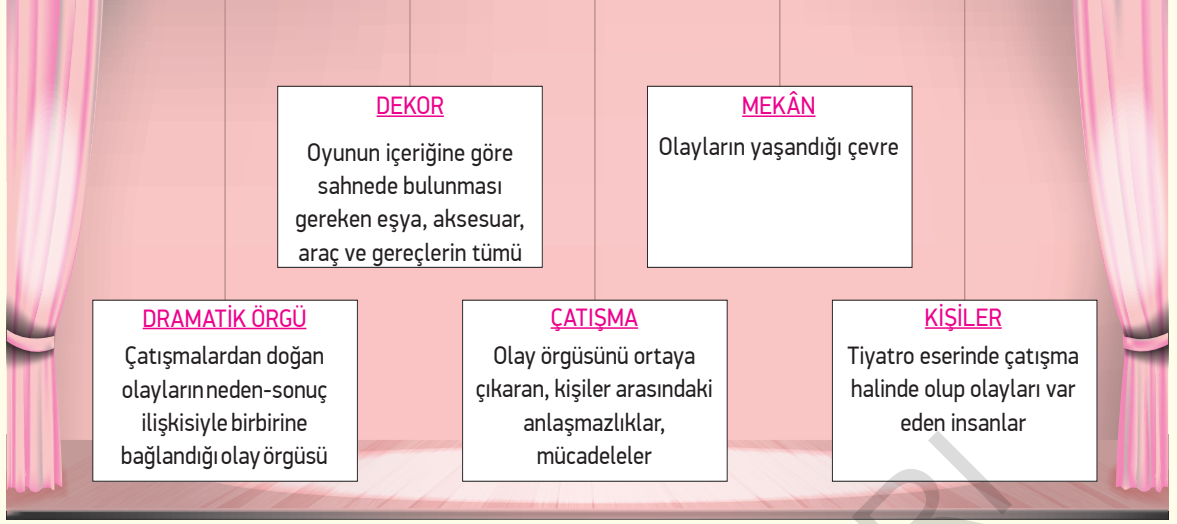 DEKOR
Oyunun içeriğine göre
sahnede bulunması
gereken eşya, aksesuar,
araç ve gereçlerin tümü
MEKÂN
Olayların yaşandığı çevre
DRAMATİK ÖRGÜ
Çatışmalardan doğan
olayların neden-sonuç
ilişkisiyle birbirine
bağlandığı olay örgüsü
ÇATIŞMA
Olay örgüsünü ortaya
çıkaran, kişiler arasındaki
anlaşmazlıklar,
mücadeleler
KİŞİLER
Tiyatro eserinde çatışma
halinde olup olayları var
eden insanlar